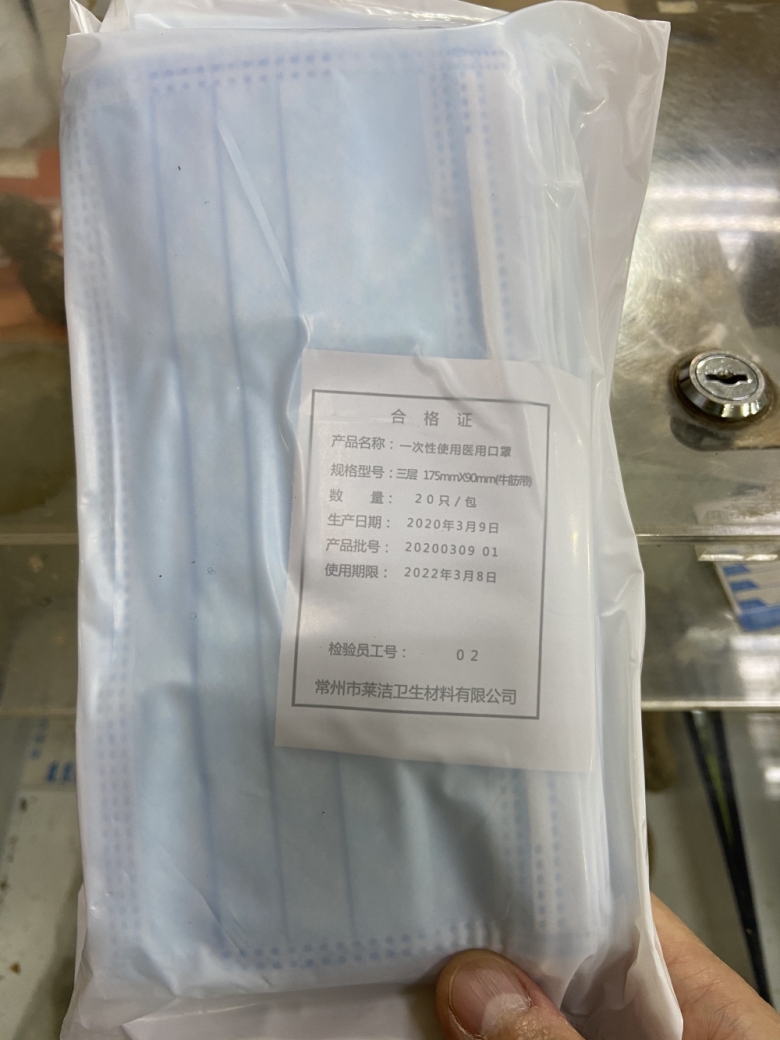 合格证
产品名称：一次性使用医用口罩
规格型号：三层 175mmX90mm(牛筋带)
数 量： 20只/包
生产日期： 2020年3月9日
产品批号： 20200309 01
使用期限： 2022年3月8日
检验员工号： 02
常州市莱洁卫生材料有限公司